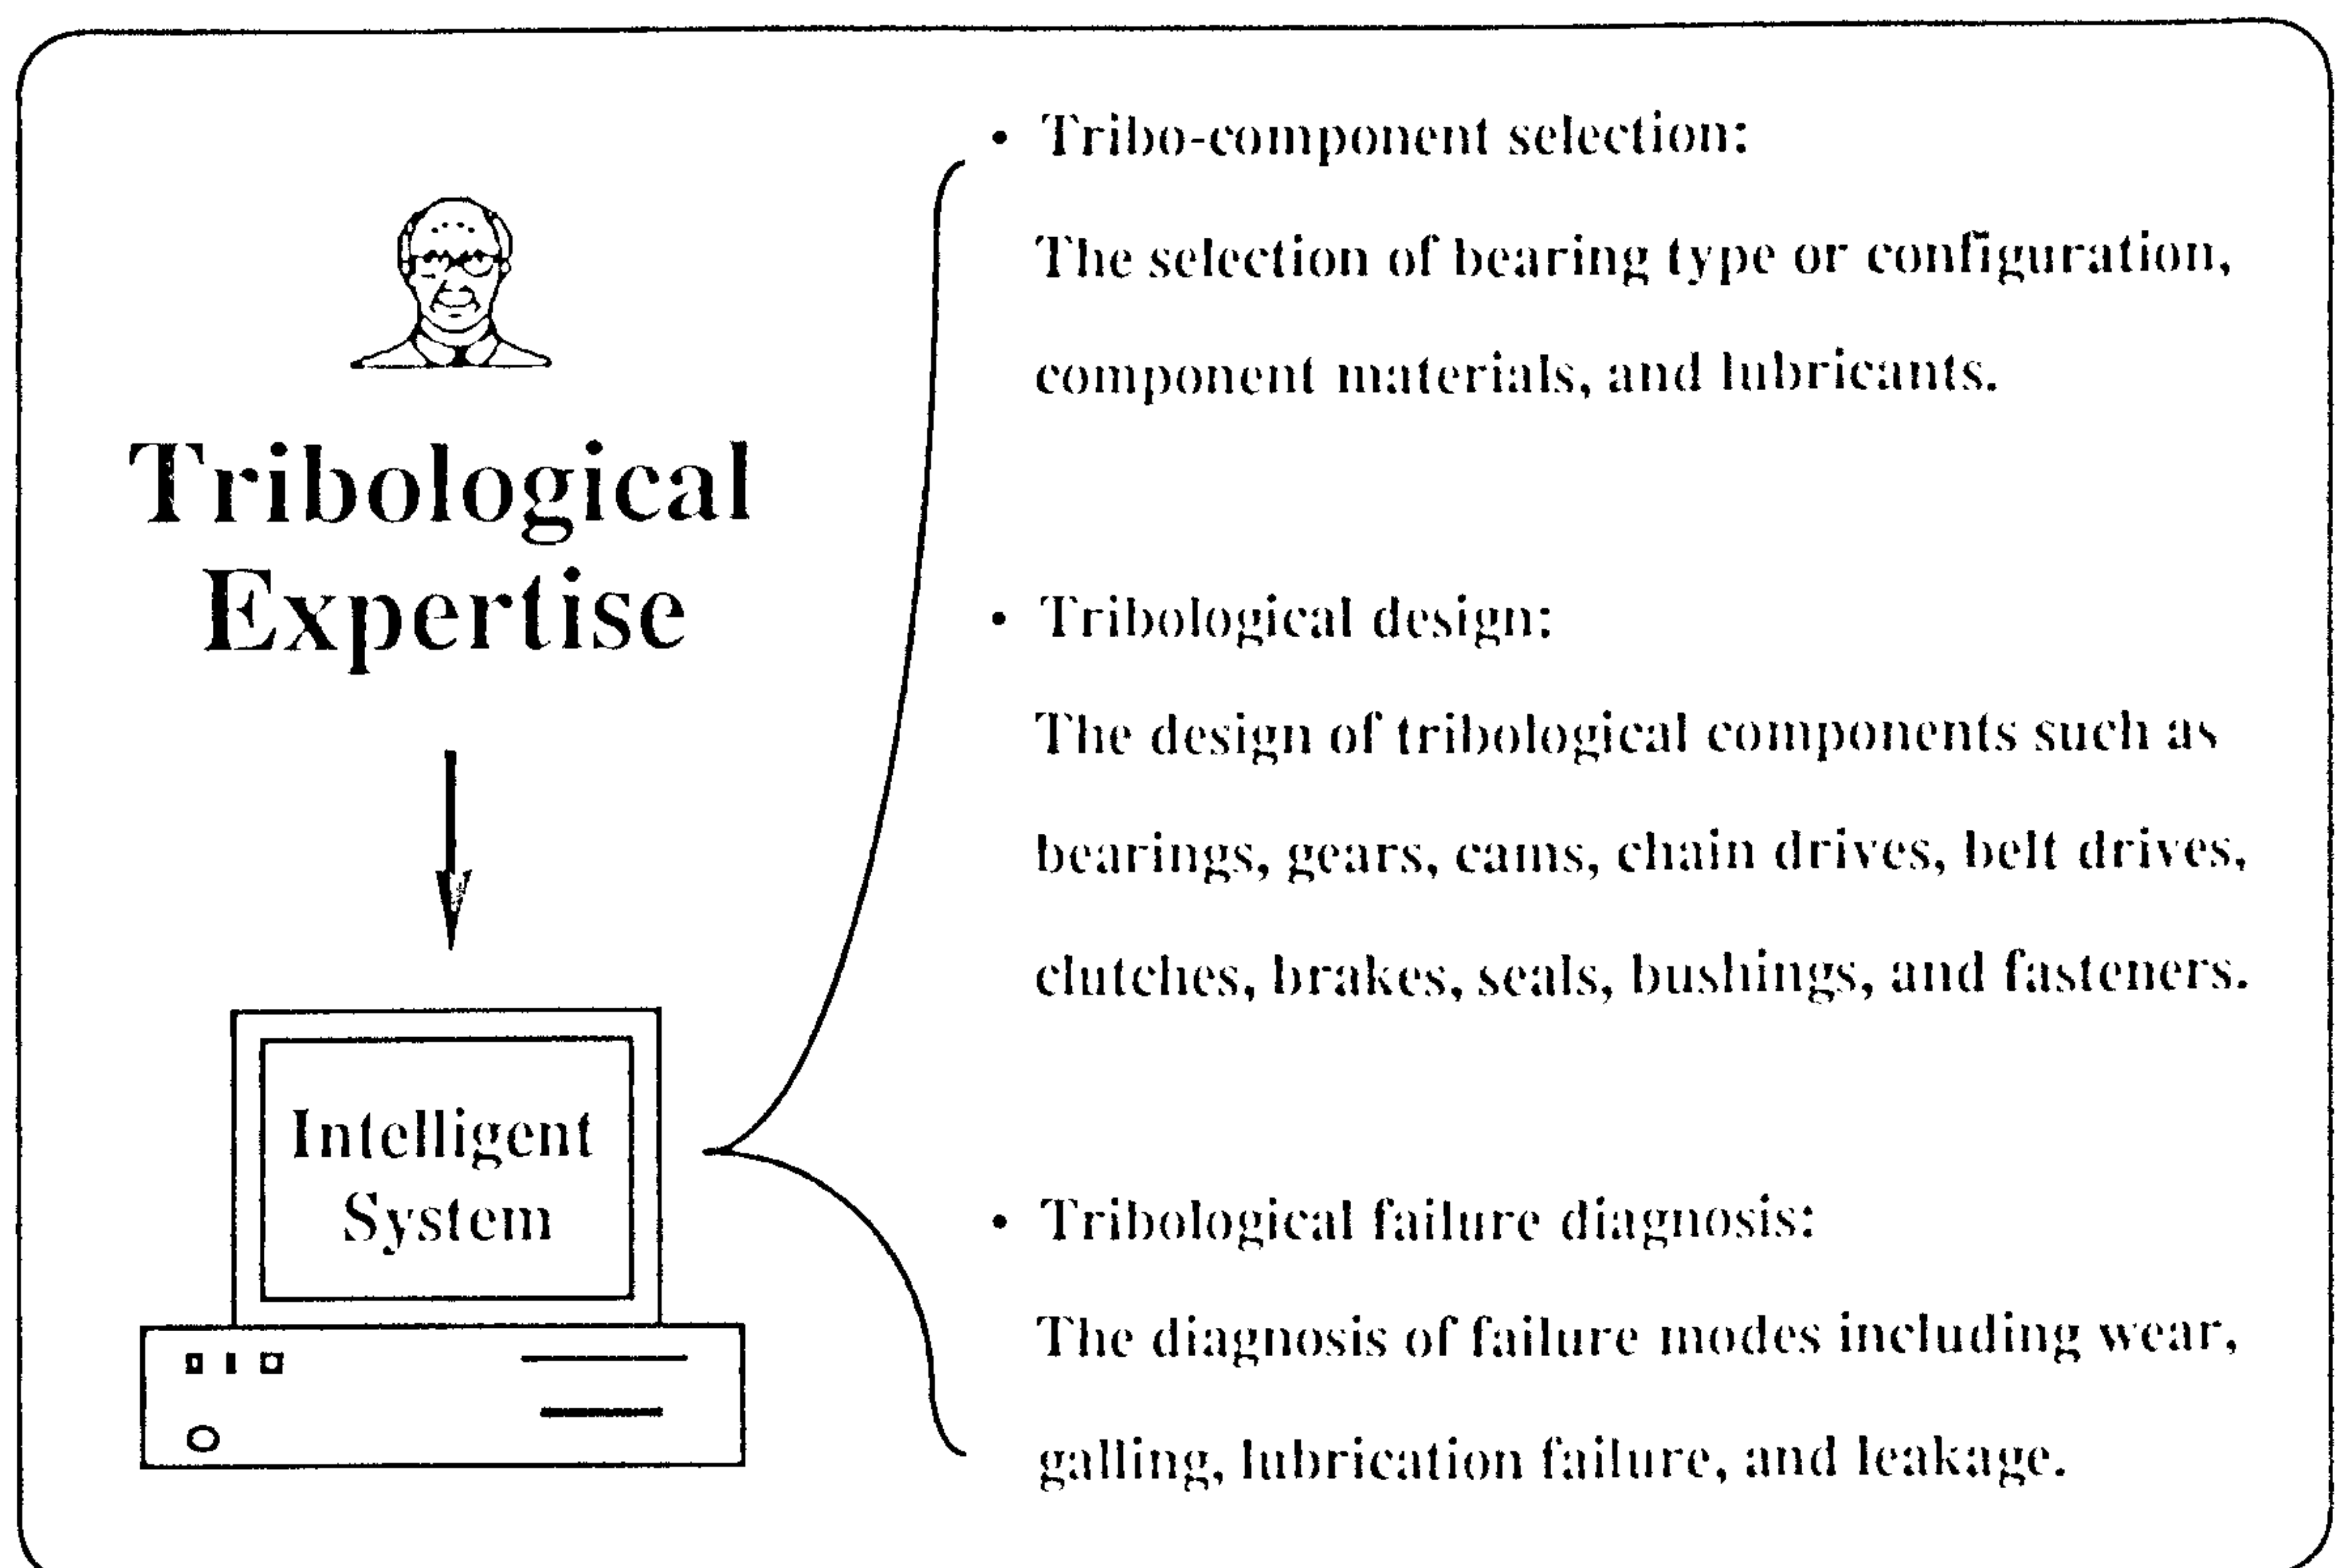 Tribological
Expertise
Intelligent
System
• Tribo-component selection:
The selection of bearing type or configuration,
component materials, and lubricants.
• Tribological design:
The design of tribological components such as
bearings, gears, cams, chain drives, belt drives,
clutches, brakes, seals, bushings, and fasteners.
• Tribological failure diagnosis:
The diagnosis of failure modes including wear,
galling, lubrication failure, and leakage.